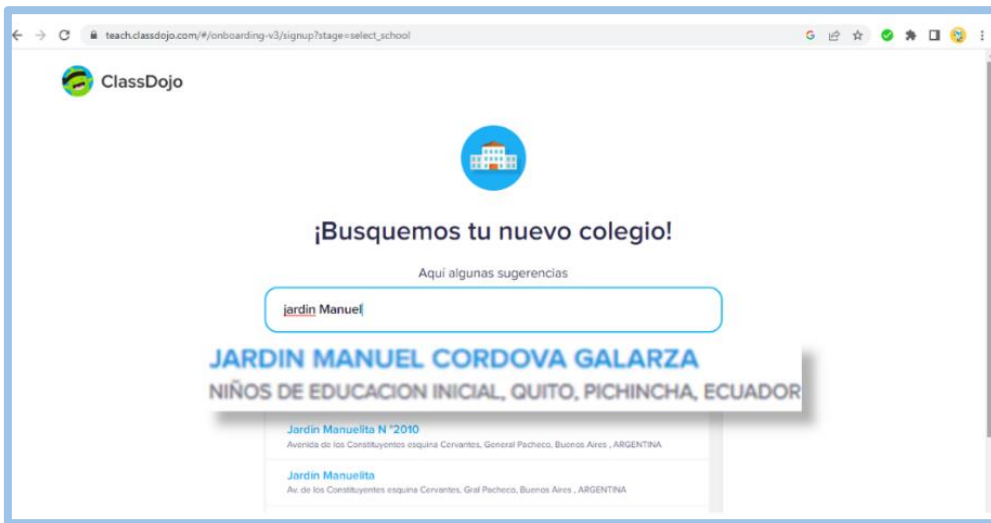 teach.classdojo.com/#/onboarding-v3/signup?stage=select_school
ClassDojo
¡Busquemos tu nuevo colegio!
Aquí algunas sugerencias
jardin Manuel
JARDIN MANUEL CORDOVA GALARZA
NIÑOS DE EDUCACION INICIAL, QUITO, PICHINCHA, ECUADOR
Jardin Manuelita N °2010
Avenida de los Constituyentes esquina Cervantes, General Pacheco, Buenos Aires , ARGENTINA
Jardin Manuelita
Av. de los Constituyentes esquina Cervantes, Gral Pacheco, Buenos Aires , ARGENTINA